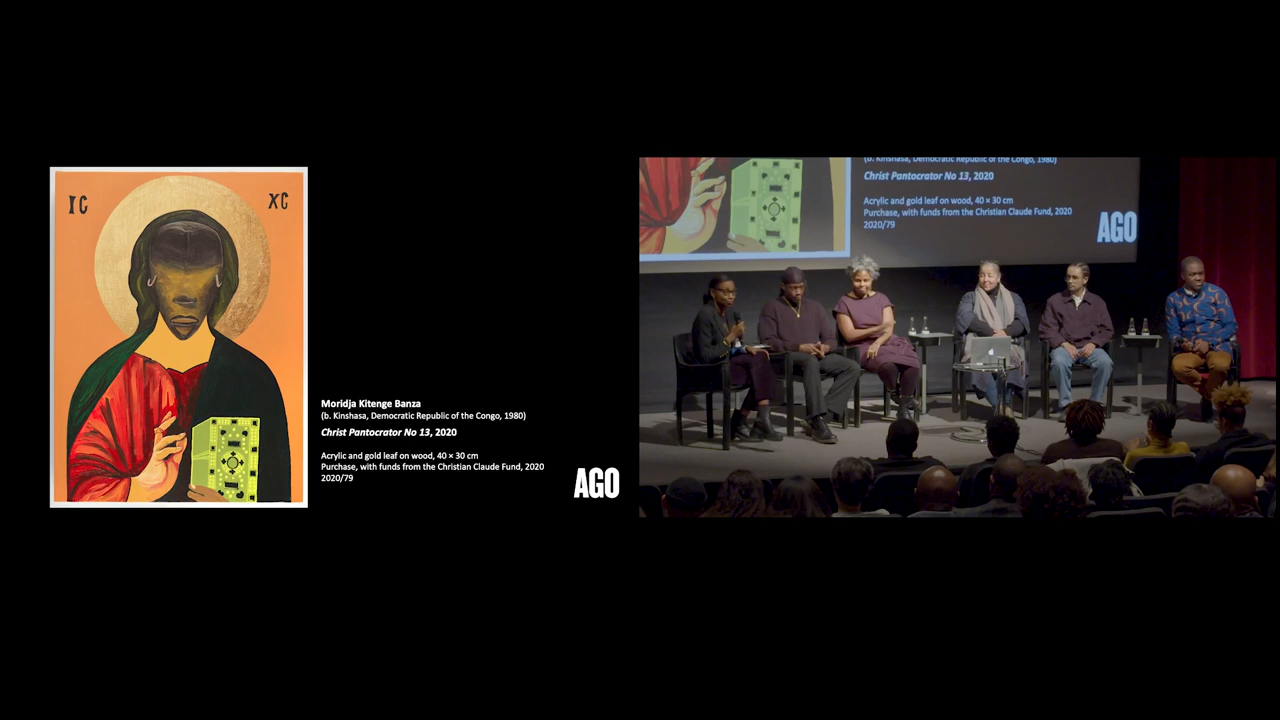 IC XC
Moridja Kitenge Banza
(b. Kinshasa, Democratic Republic of the Congo, 1980)
Christ Pantocrator No 13, 2020
Acrylic and gold leaf on wood, 40 × 30 cm
Purchase, with funds from the Christian Claude Fund, 2020
2020/79
AGO
(b. Kinshasa, Democratic Republic of the Congo, 1980)
Christ Pantocrator No 13, 2020
Acrylic and gold leaf on wood, 40 × 30 cm
Purchase, with funds from the Christian Claude Fund, 2020
2020/79
AGO